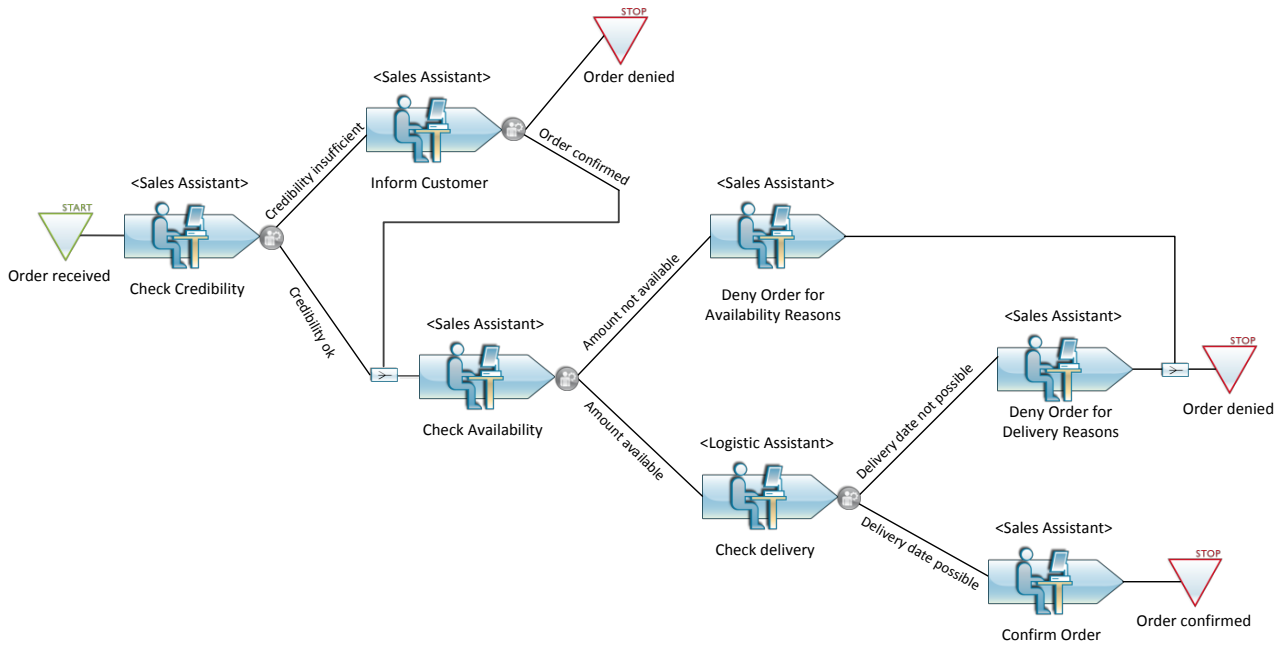 STOP
Order denied
<Sales Assistant>
Credibility insufficient
Inform Customer
Order confirmed
START
Order received
<Sales Assistant>
Check Credibility
Credibility ok
<Sales Assistant>
Check Availability
Amount not available
<Sales Assistant>
Deny Order for
Availability Reasons
Amount available
<Logistic Assistant>
Check delivery
Delivery date not possible
<Sales Assistant>
Deny Order for
Delivery Reasons
STOP
Order denied
Delivery date possible
<Sales Assistant>
Confirm Order
STOP
Order confirmed